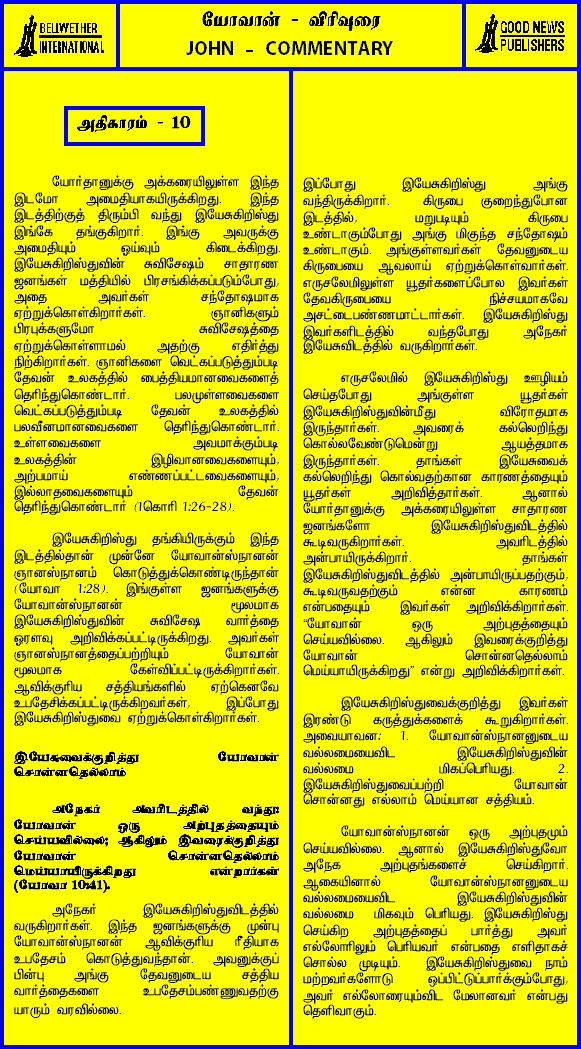 BELLWETHER
INTERNATIONAL
யோவான் - விரிவுரை
JOHN - COMMENTARY
GOOD NEWS
PUBLISHERS
அதிகாரம் - 10
யோர்தானுக்கு அக்கரையிலுள்ள இந்த
இடமோ அமைதியாகயிருக்கிறது. இந்த
இடத்திற்குத் திரும்பி வந்து இயேசுகிறிஸ்து
இங்கே தங்குகிறார். இங்கு அவருக்கு
அமைதியும் ஓய்வும் கிடைக்கிறது.
இயேசுகிறிஸ்துவின் சுவிசேஷம் சாதாரண
ஜனங்கள் மத்தியில் பிரசங்கிக்கப்படும்போது,
அதை அவர்கள் சந்தோஷமாக
ஏற்றுக்கொள்கிறார்கள். ஞானிகளும்
பிரபுக்களுமோ சுவிசேஷத்தை
ஏற்றுக்கொள்ளாமல் அதற்கு எதிர்த்து
நிற்கிறார்கள். ஞானிகளை வெட்கப்படுத்தும்படி
தேவன் உலகத்தில் பைத்தியமானவைகளைத்
தெரிந்துகொண்டார். பலமுள்ளவைகளை
வெட்கப்படுத்தும்படி தேவன் உலகத்தில்
பலவீனமானவைகளை தெரிந்துகொண்டார்.
உள்ளவைகளை அவமாக்கும்படி
உலகத்தின் இழிவானவைகளையும்,
அற்பமாய் எண்ணப்பட்டவைகளையும்,
இல்லாதவைகளையும் தேவன்
தெரிந்துகொண்டார் (1கொரி 1:26-28).
இயேசுகிறிஸ்து தங்கியிருக்கும் இந்த
இடத்தில்தான் முன்னே யோவான்ஸ்நானன்
ஞானஸ்நானம் கொடுத்துக்கொண்டிருந்தான்
(யோவா 1:28). இங்குள்ள ஜனங்களுக்கு
யோவான்ஸ்நானன் மூலமாக
இயேசுகிறிஸ்துவின் சுவிசேஷ வார்த்தை
ஓரளவு அறிவிக்கப்பட்டிருக்கிறது. அவர்கள்
ஞானஸ்நானத்தைப்பற்றியும் யோவான்
மூலமாக கேள்விப்பட்டிருக்கிறார்கள்.
ஆவிக்குரிய சத்தியங்களில் ஏற்கெனவே
உபதேசிக்கப்பட்டிருக்கிறவர்கள், இப்போது
இயேசுகிறிஸ்துவை ஏற்றுக்கொள்கிறார்கள்.
இயேசுவைக்குறித்து யோவான்
சொன்னதெல்லாம்
அநேகர் அவரிடத்தில் வந்து:
யோவான் ஒரு அற்புதத்தையும்
செய்யவில்லை; ஆகிலும் இவரைக்குறித்து
யோவான் சொன்னதெல்லாம்
மெய்யாயிருக்கிறது என்றார்கள்
(யோவா 10:41).
அநேகர் இயேசுகிறிஸ்துவிடத்தில்
வருகிறார்கள். இந்த ஜனங்களுக்கு முன்பு
யோவான்ஸ்நானன் ஆவிக்குரிய ரீதியாக
உபதேசம் கொடுத்துவந்தான். அவனுக்குப்
பின்பு அங்கு தேவனுடைய சத்திய
வார்த்தைகளை உபதேசம்பண்ணுவதற்கு
யாரும் வரவில்லை.
இப்போது இயேசுகிறிஸ்து அங்கு
வந்திருக்கிறார். கிருபை குறைந்துபோன
இடத்தில், மறுபடியும் கிருபை
உண்டாகும்போது அங்கு மிகுந்த சந்தோஷம்
உண்டாகும். அங்குள்ளவர்கள் தேவனுடைய
கிருபையை ஆவலாய் ஏற்றுக்கொள்வார்கள்.
எருசலேமிலுள்ள யூதர்களைப்போல இவர்கள்
தேவகிருபையை நிச்சயமாகவே
அசட்டைபண்ணமாட்டார்கள். இயேசுகிறிஸ்து
இவர்களிடத்தில் வந்தபோது அநேகர்
இயேசுவிடத்தில் வருகிறார்கள்.
எருசலேமில் இயேசுகிறிஸ்து ஊழியம்
செய்தபோது அங்குள்ள யூதர்கள்
இயேசுகிறிஸ்துவின்மீது விரோதமாக
இருந்தார்கள். அவரைக் கல்லெறிந்து
கொல்லவேண்டுமென்று ஆயத்தமாக
இருந்தார்கள். தாங்கள் இயேசுவைக்
கல்லெறிந்து கொல்வதற்கான காரணத்தையும்
யூதர்கள் அறிவித்தார்கள். ஆனால்
யோர்தானுக்கு அக்கரையிலுள்ள சாதாரண
ஜனங்களோ இயேசுகிறிஸ்துவிடத்தில்
கூடிவருகிறார்கள். அவரிடத்தில்
அன்பாயிருக்கிறார். தாங்கள்
இயேசுகிறிஸ்துவிடத்தில் அன்பாயிருப்பதற்கும்,
கூடிவருவதற்கும் என்ன காரணம்
என்பதையும் இவர்கள் அறிவிக்கிறார்கள்.
“யோவான் ஒரு அற்புதத்தையும்
செய்யவில்லை. ஆகிலும் இவரைக்குறித்து
யோவான் சொன்னதெல்லாம்
மெய்யாயிருக்கிறது” என்று அறிவிக்கிறார்கள்.
இயேசுகிறிஸ்துவைக்குறித்து இவர்கள்
இரண்டு கருத்துக்களைக் கூறுகிறார்கள்.
அவையாவன: 1. யோவான்ஸ்நானனுடைய
வல்லமையைவிட இயேசுகிறிஸ்துவின்
வல்லமை மிகப்பெரியது. 2.
இயேசுகிறிஸ்துவைப்பற்றி யோவான்
சொன்னது எல்லாம் மெய்யான சத்தியம்.
யோவான்ஸ்நானன் ஒரு அற்புதமும்
செய்யவில்லை. ஆனால் இயேசுகிறிஸ்துவோ
அநேக அற்புதங்களைச் செய்கிறார்.
ஆகையினால் யோவான்ஸ்நானனுடைய
வல்லமையைவிட இயேசுகிறிஸ்துவின்
வல்லமை மிகவும் பெரியது. இயேசுகிறிஸ்து
செய்கிற அற்புதத்தைப் பார்த்து அவர்
எல்லோரிலும் பெரியவர் என்பதை எளிதாகச்
சொல்ல முடியும். இயேசுகிறிஸ்துவை நாம்
மற்றவர்களோடு ஒப்பிட்டுப்பார்க்கும்போது,
அவர் எல்லோரையும்விட மேலானவர் என்பது
தெளிவாகும்.